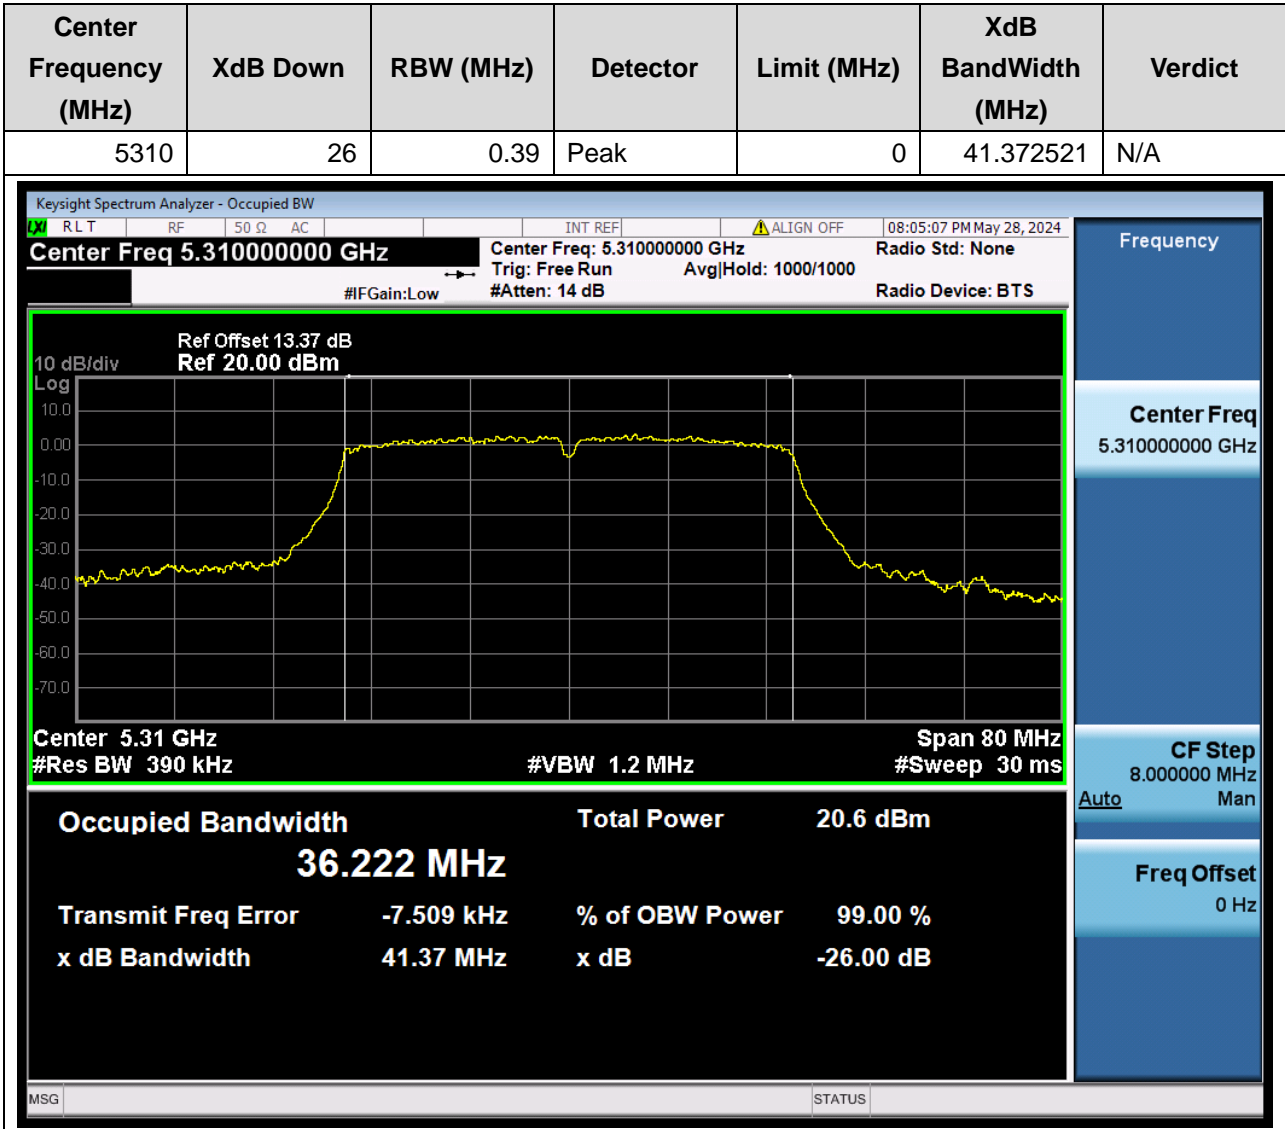 Center Frequency (MHz) XdB Down RBW (MHz) Detector Limit (MHz) XdB BandWidth (MHz) Verdict
5310 26 0.39 Peak 0 41.372521 N/A
Keysight Spectrum Analyzer - Occupied BW
LXI RLT RF 50 Ω AC INT REF ALIGN OFF 08:05:07 PM May 28, 2024
Center Freq 5.310000000 GHz
Center Freq: 5.310000000 GHz Radio Std: None
Trig: Free Run Avg|Hold: 1000/1000
#IFGain:Low #Atten: 14 dB Radio Device: BTS
Ref Offset 13.37 dB
10 dB/div Ref 20.00 dBm
Log
10.0
0.00
-10.0
-20.0
-30.0
-40.0
-50.0
-60.0
-70.0
Center 5.31 GHz Span 80 MHz
#Res BW 390 kHz #VBW 1.2 MHz #Sweep 30 ms
Occupied Bandwidth Total Power 20.6 dBm
36.222 MHz
Transmit Freq Error -7.509 kHz % of OBW Power 99.00 %
x dB Bandwidth 41.37 MHz x dB -26.00 dB
Frequency
Center Freq
5.310000000 GHz
CF Step
8.000000 MHz
Auto Man
Freq Offset
0 Hz
MSG STATUS